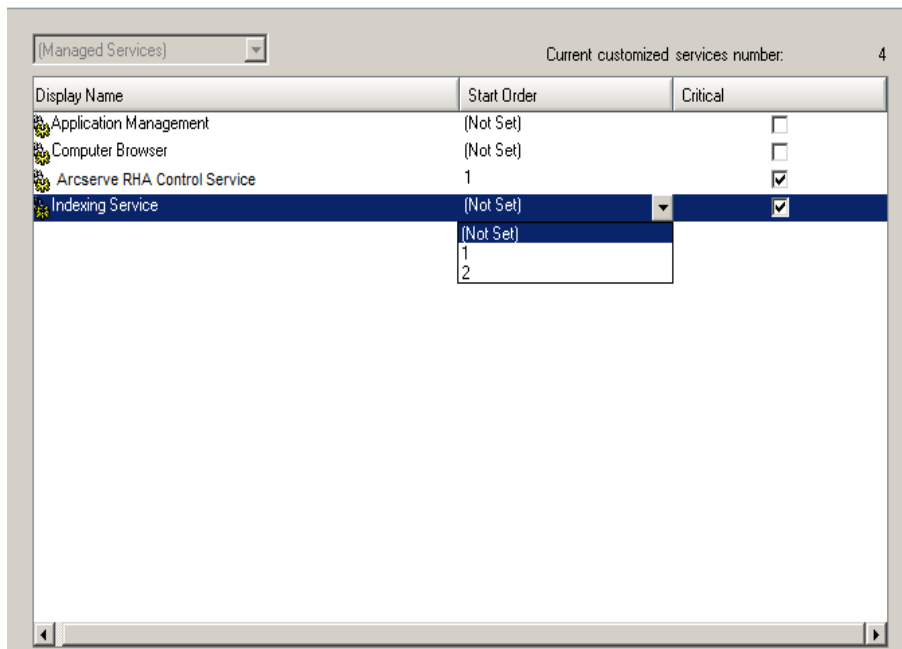 (Managed Services)
Current customized services number: 4
Display Name Start Order Critical
Application Management (Not Set)
Computer Browser (Not Set)
Arcserve RHA Control Service 1
Indexing Service (Not Set)
(Not Set)
1
2